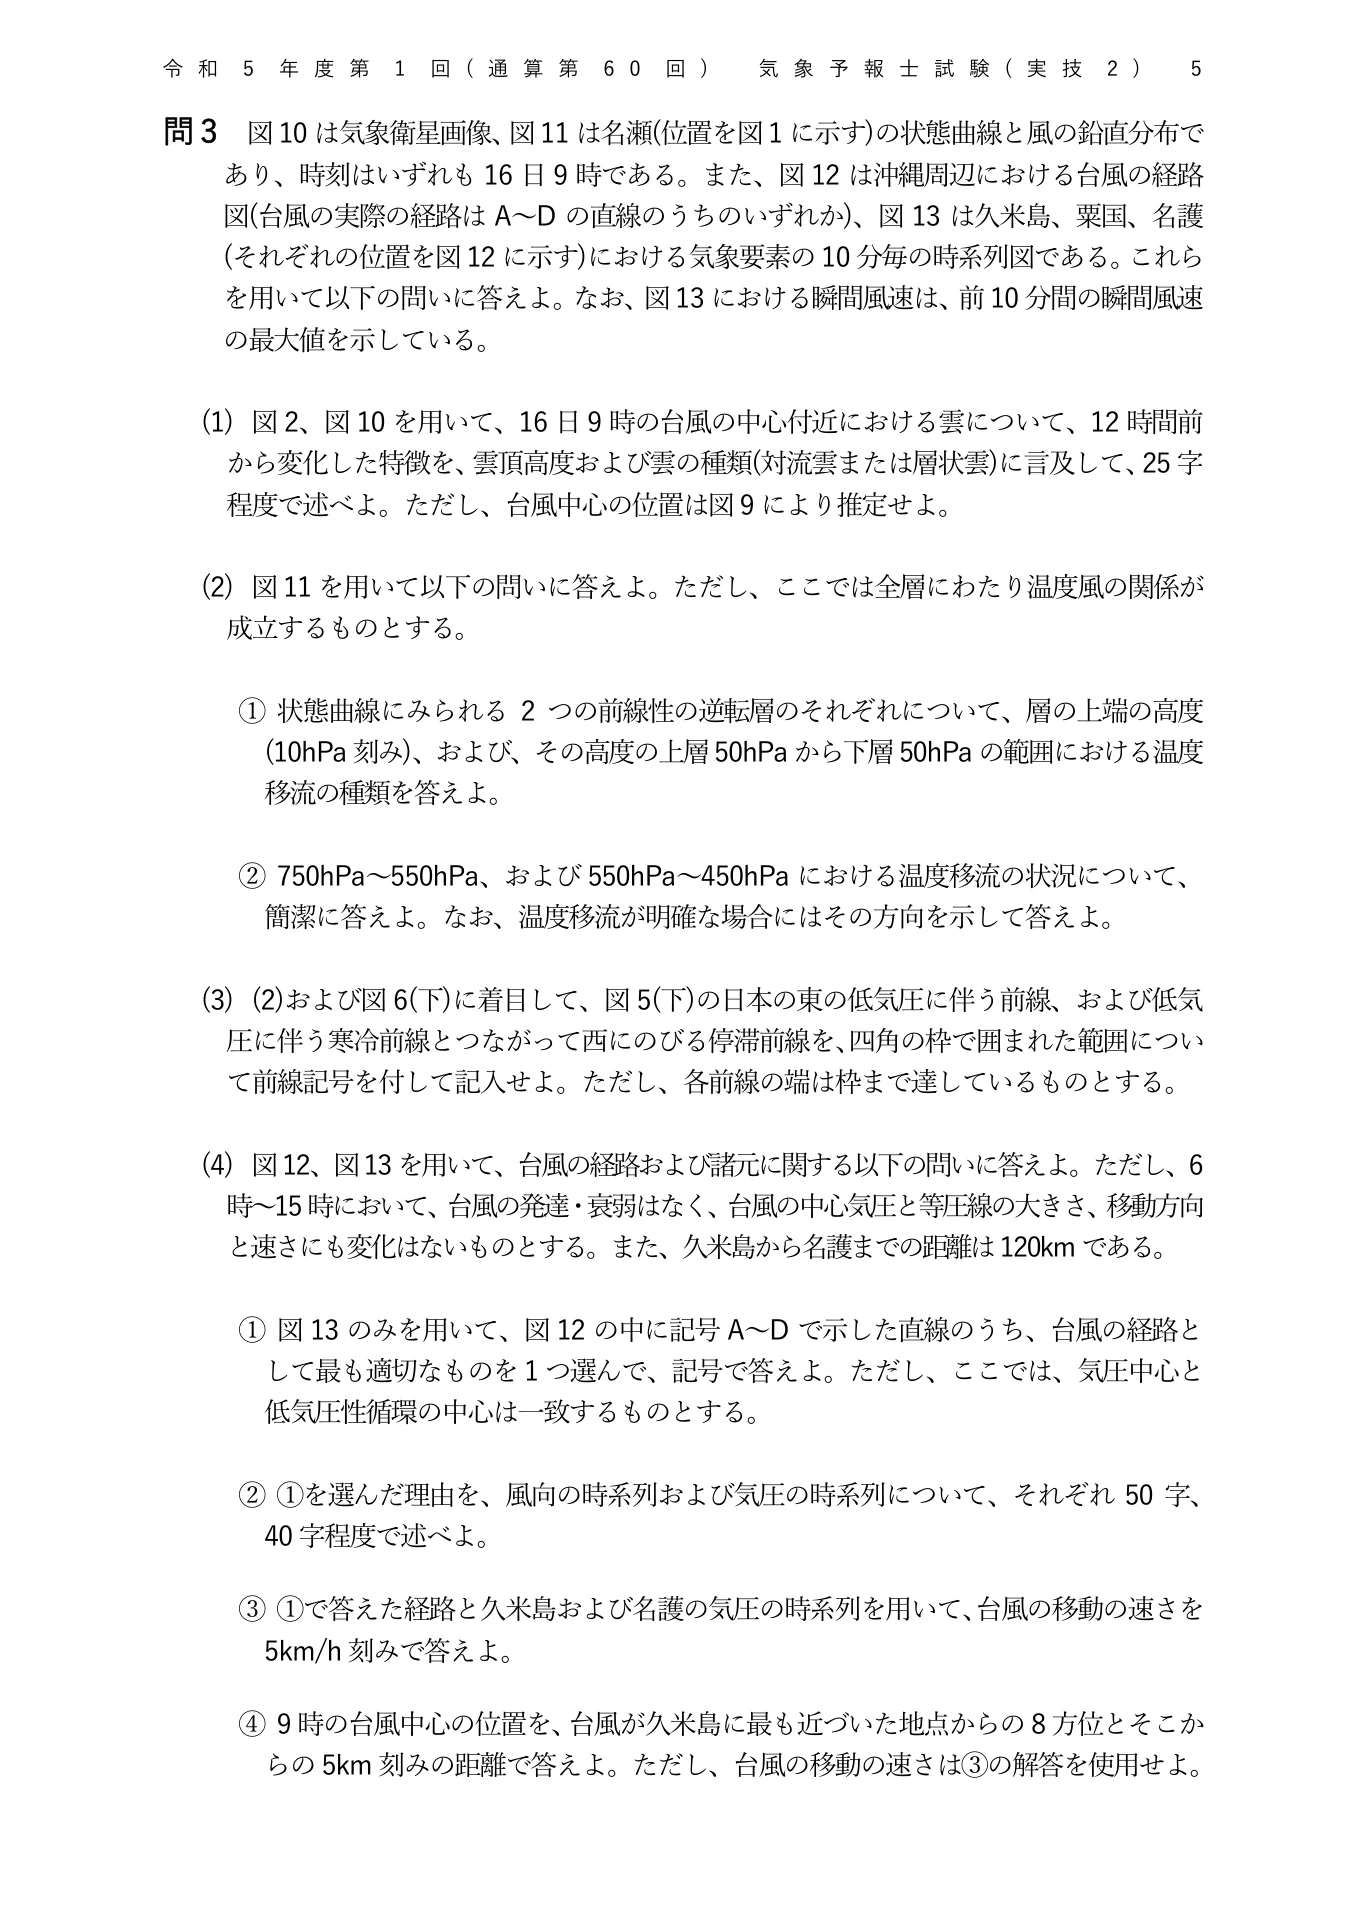 令和5年度第1回(通算第60回) 気象予報士試験(実技2) 5
問3 図10は気象衛星画像、図11は名瀬(位置を図1に示す)の状態曲線と風の鉛直分布で
あり、時刻はいずれも16日9時である。また、図12は沖縄周辺における台風の経路
図(台風の実際の経路はA～Dの直線のうちのいずれか)、図13は久米島、粟国、名護
(それぞれの位置を図12に示す)における気象要素の10分毎の時系列図である。これら
を用いて以下の問いに答えよ。なお、図13における瞬間風速は、前10分間の瞬間風速
の最大値を示している。
(1) 図2、図10を用いて、16日9時の台風の中心付近における雲について、12時間前
から変化した特徴を、雲頂高度および雲の種類(対流雲または層状雲)に言及して、25字
程度で述べよ。ただし、台風中心の位置は図9により推定せよ。
(2) 図11を用いて以下の問いに答えよ。ただし、ここでは全層にわたり温度風の関係が
成立するものとする。
① 状態曲線にみられる2つの前線性の逆転層のそれぞれについて、層の上端の高度
(10hPa刻み)、および、その高度の上層50hPaから下層50hPaの範囲における温度
移流の種類を答えよ。
② 750hPa～550hPa、および550hPa～450hPaにおける温度移流の状況について、
簡潔に答えよ。なお、温度移流が明確な場合にはその方向を示して答えよ。
(3) (2)および図6(下)に着目して、図5(下)の日本の東の低気圧に伴う前線、および低気
圧に伴う寒冷前線とつながって西にのびる停滞前線を、四角の枠で囲まれた範囲につい
て前線記号を付して記入せよ。ただし、各前線の端は枠まで達しているものとする。
(4) 図12、図13を用いて、台風の経路および諸元に関する以下の問いに答えよ。ただし、6
時～15時において、台風の発達・衰弱はなく、台風の中心気圧と等圧線の大きさ、移動方向
と速さにも変化はないものとする。また、久米島から名護までの距離は120kmである。
① 図13のみを用いて、図12の中に記号A～Dで示した直線のうち、台風の経路と
して最も適切なものを1つ選んで、記号で答えよ。ただし、ここでは、気圧中心と
低気圧性循環の中心は一致するものとする。
② ①を選んだ理由を、風向の時系列および気圧の時系列について、それぞれ50字、
40字程度で述べよ。
③ ①で答えた経路と久米島および名護の気圧の時系列を用いて、台風の移動の速さを
5km/h刻みで答えよ。
④ 9時の台風中心の位置を、台風が久米島に最も近づいた地点からの8方位とそこか
らの5km刻みの距離で答えよ。ただし、台風の移動の速さは③の解答を使用せよ。